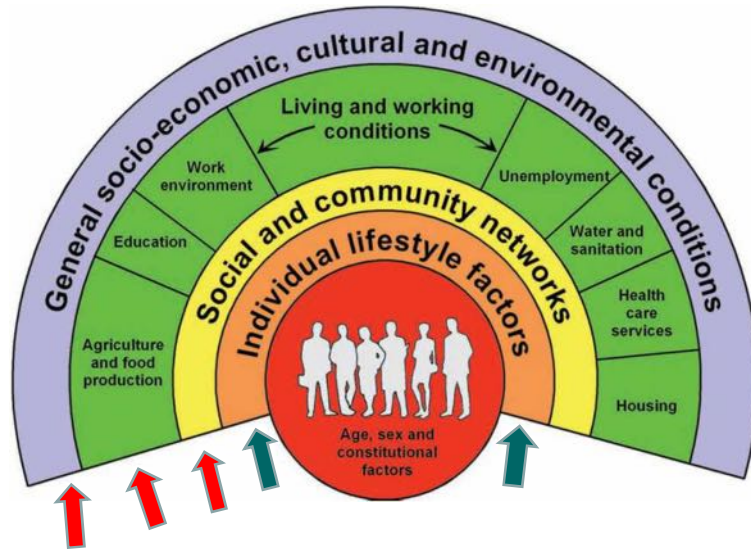 General socio-economic, cultural and environmental conditions
Living and working
conditions
Work
environment
Unemployment
Education
Water and
sanitation
Agriculture
and food
production
Health
care
services
Housing
Social and community networks
Individual lifestyle factors
Age, sex and
constitutional
factors